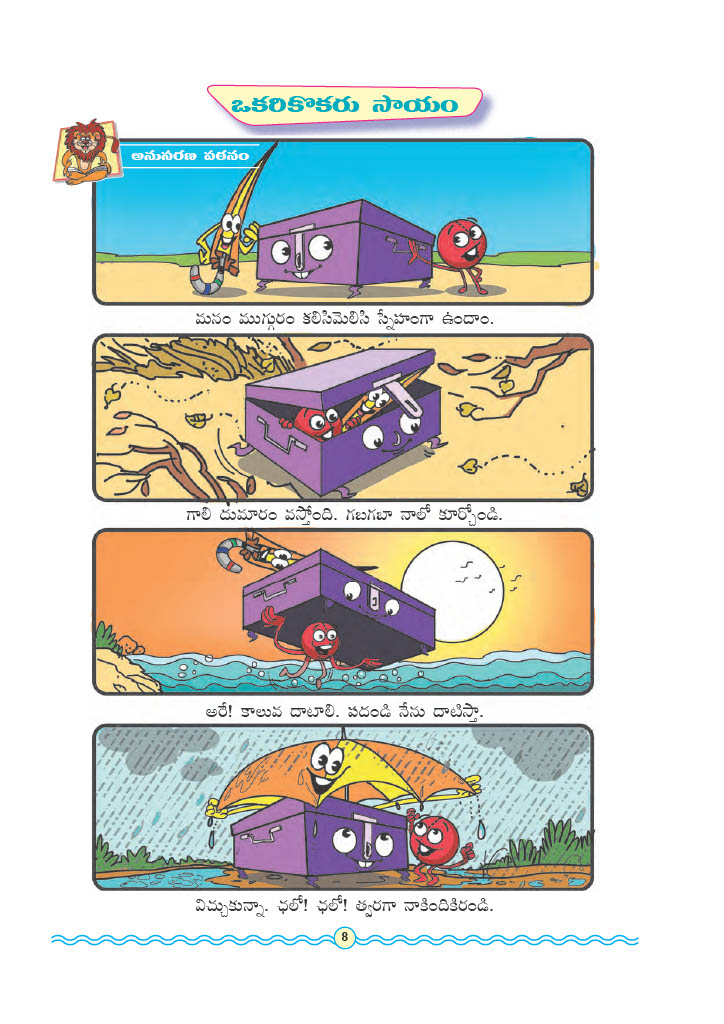 ఒకరికొకరు సాయం
అనుసరణ పఠనం
మనం ముగ్గురం కలిసిమెలిసి స్నేహంగా ఉందాం.
గాలి దుమారం వస్తోంది. గబగబా నాలో కూర్చోండి.
అరే! కాలువ దాటాలి. పదండి నేను దాటిస్తా.
విచ్చుకున్నా. ఛలో! ఛలో! త్వరగా నాకిందికిరండి.
8